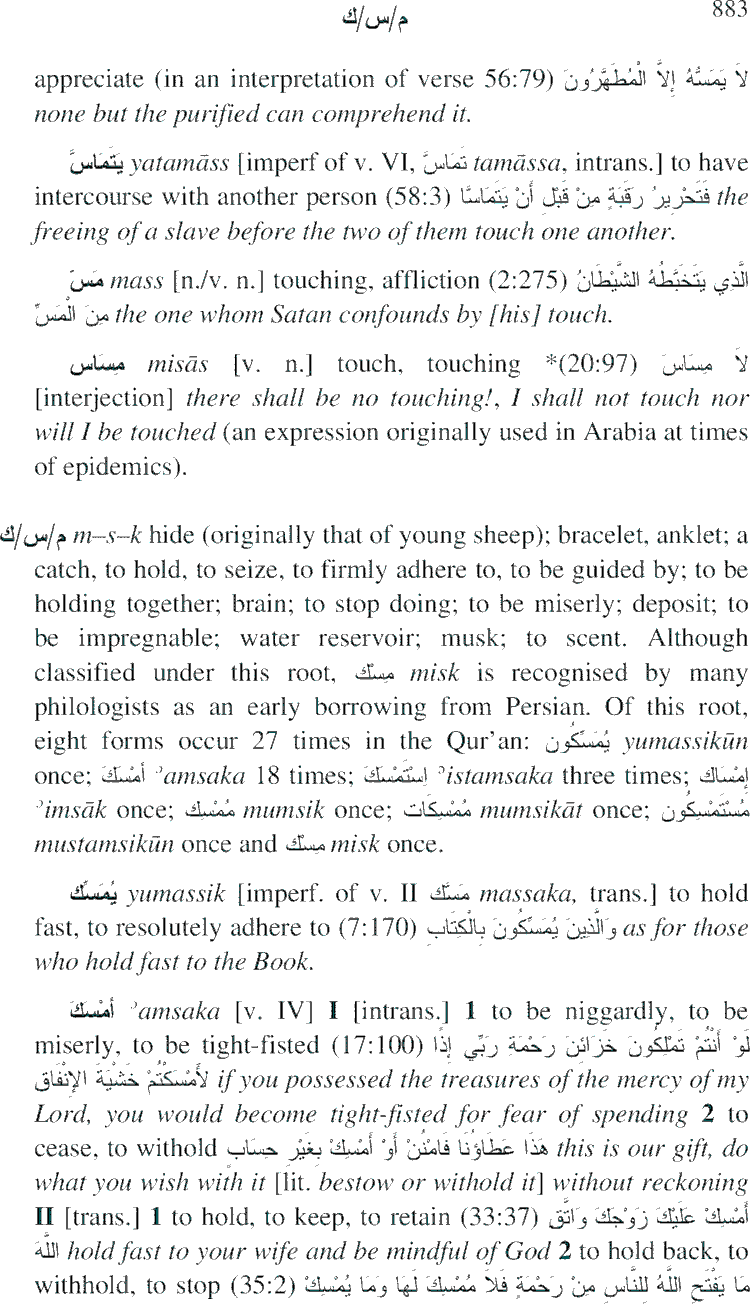 م/س/ك 883
appreciate (in an interpretation of verse 56:79) لاَ يَمَسُّهُ إِلاَّ الْمُطَهَّرُونَ
none but the purified can comprehend it.
يَتَمَاسَّ yatamāss [imperf of v. VI, تَمَاسَّ tamāssa, intrans.] to have
intercourse with another person (58:3) فَتَحْرِيرُ رَقَبَةٍ مِنْ قَبْلِ أَنْ يَتَمَاسَّا the
freeing of a slave before the two of them touch one another.
مَسّ mass [n./v. n.] touching, affliction (2:275) الَّذِي يَتَخَبَّطُهُ الشَّيْطَانُ
مِنَ الْمَسِّ the one whom Satan confounds by [his] touch.
مِسَاس misās [v. n.] touch, touching *(20:97) لاَ مِسَاسَ
[interjection] there shall be no touching!, I shall not touch nor
will I be touched (an expression originally used in Arabia at times
of epidemics).
م/س/ك m–s–k hide (originally that of young sheep); bracelet, anklet; a
catch, to hold, to seize, to firmly adhere to, to be guided by; to be
holding together; brain; to stop doing; to be miserly; deposit; to
be impregnable; water reservoir; musk; to scent. Although
classified under this root, مِسْك misk is recognised by many
philologists as an early borrowing from Persian. Of this root,
eight forms occur 27 times in the Qur’an: يُمَسِّكُون yumassikūn
once; أَمْسَكَ ʾamsaka 18 times; إِسْتَمْسَكَ ʾistamsaka three times; إِمْسَاك
ʾimsāk once; مُمْسِك mumsik once; مُمْسِكَات mumsikāt once; مُسْتَمْسِكُون
mustamsikūn once and مِسْك misk once.
يُمَسِّك yumassik [imperf. of v. II مَسَّك massaka, trans.] to hold
fast, to resolutely adhere to (7:170) وَالَّذِينَ يُمَسِّكُونَ بِالْكِتَابِ as for those
who hold fast to the Book.
أَمْسَكَ ʾamsaka [v. IV] I [intrans.] 1 to be niggardly, to be
miserly, to be tight-fisted (17:100) لَوْ أَنْتُمْ تَمْلِكُونَ خَزَائِنَ رَحْمَةِ رَبِّي إِذًا
لأَمْسَكْتُمْ خَشْيَةَ الإِنْفَاقِ if you possessed the treasures of the mercy of my
Lord, you would become tight-fisted for fear of spending 2 to
cease, to withold هَذَا عَطَاؤُنَا فَامْنُنْ أَوْ أَمْسِكْ بِغَيْرِ حِسَابٍ this is our gift, do
what you wish with it [lit. bestow or withold it] without reckoning
II [trans.] 1 to hold, to keep, to retain (33:37) أَمْسِكْ عَلَيْكَ زَوْجَكَ وَاتَّقِ
اللَّهَ hold fast to your wife and be mindful of God 2 to hold back, to
withhold, to stop (35:2) مَا يَفْتَحِ اللَّهُ لِلنَّاسِ مِنْ رَحْمَةٍ فَلاَ مُمْسِكَ لَهَا وَمَا يُمْسِكْ